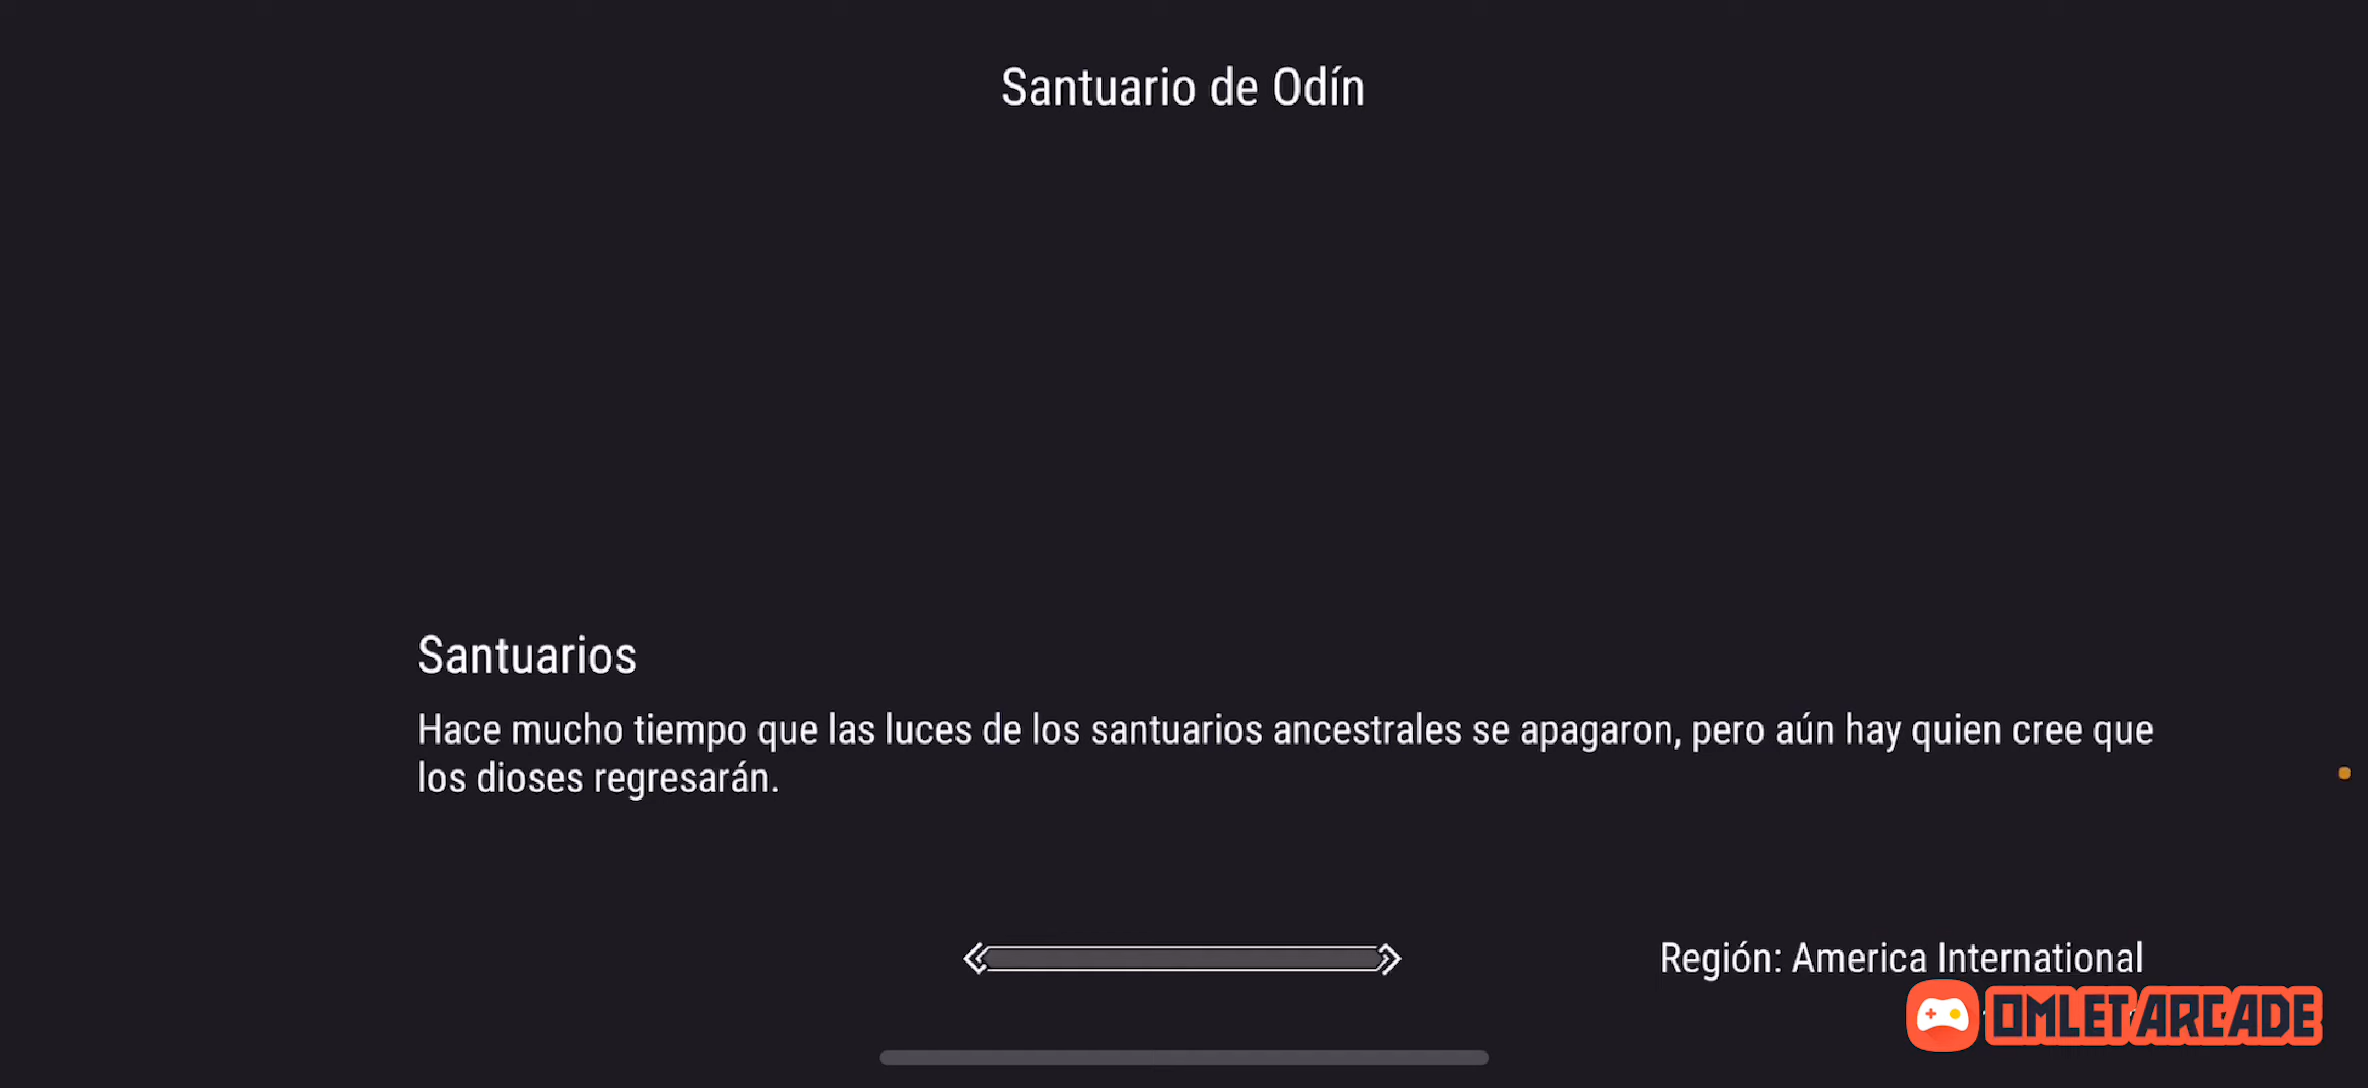 Santuario de Odín
Santuarios
Hace mucho tiempo que las luces de los santuarios ancestrales se apagaron, pero aún hay quien cree que
los dioses regresarán.
Región: America International
OMLET ARCADE